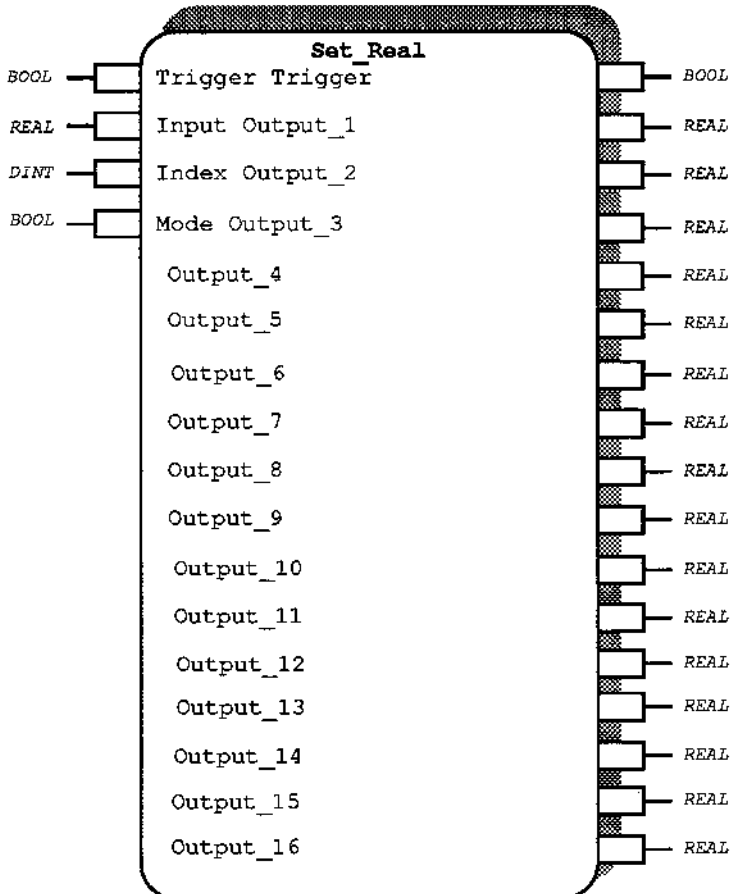 Set_Real
BOOL Trigger Trigger BOOL
REAL Input Output_1 REAL
DINT Index Output_2 REAL
BOOL Mode Output_3 REAL
Output_4 REAL
Output_5 REAL
Output_6 REAL
Output_7 REAL
Output_8 REAL
Output_9 REAL
Output_10 REAL
Output_11 REAL
Output_12 REAL
Output_13 REAL
Output_14 REAL
Output_15 REAL
Output_16 REAL